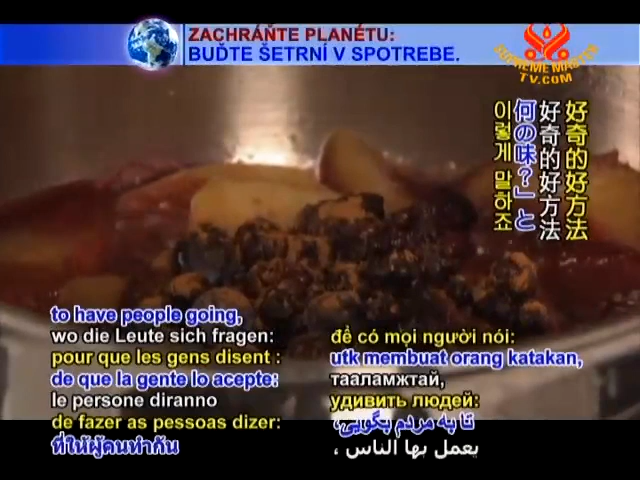 ZACHRÁŇTE PLANÉTU:
BUĎTE ŠETRNÍ V SPOTREBE.
SUPREME MASTER
TV.COM
好奇的好方法
好奇的好方法
何の味？」と
이렇게 말하죠
to have people going,
wo die Leute sich fragen:
pour que les gens disent :
de que la gente lo acepte:
le persone diranno
de fazer as pessoas dizer:
ที่ให้ผู้คนทำกัน
để có mọi người nói:
utk membuat orang katakan,
тааламжтай,
удивить людей:
تا به مردم بگویی،
يعمل بها الناس ،